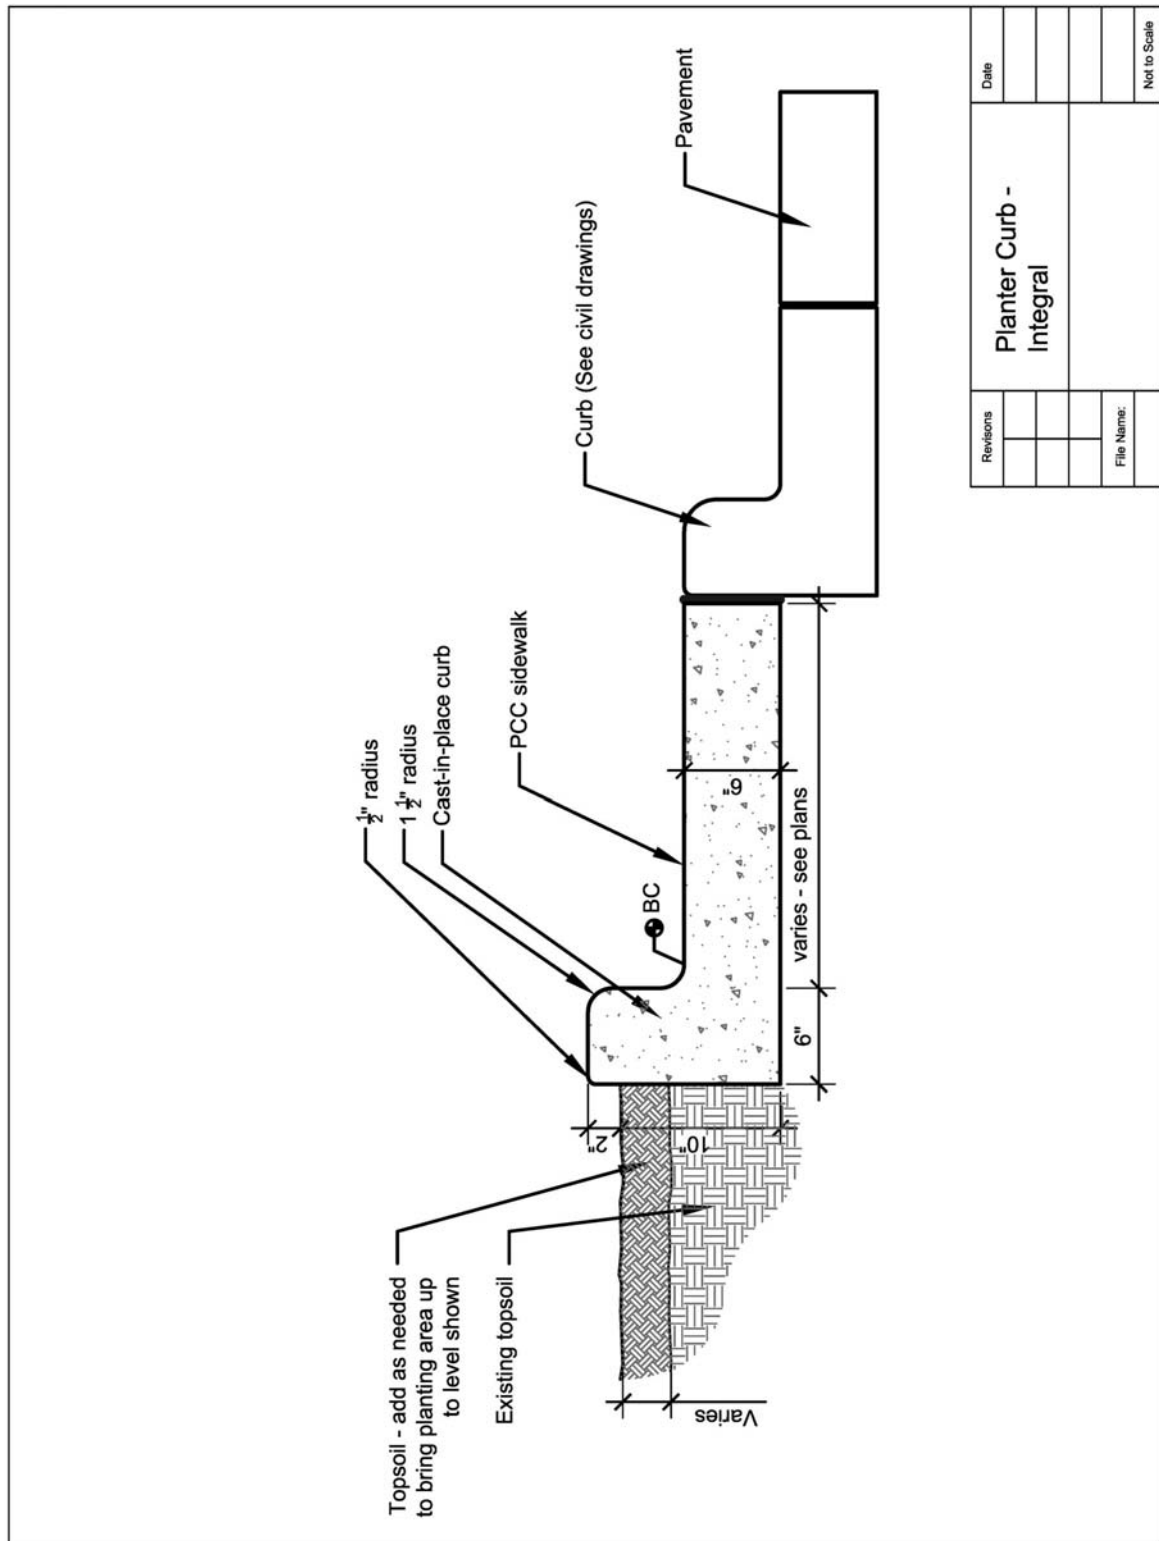 ½" radius
1 ½" radius
Cast-in-place curb
PCC sidewalk
Curb (See civil drawings)
Pavement
Topsoil - add as needed
to bring planting area up
to level shown
Existing topsoil
BC
2"
10"
6"
Varies
6"
varies - see plans
Revisons
Planter Curb -
Integral
Date
File Name:
Not to Scale